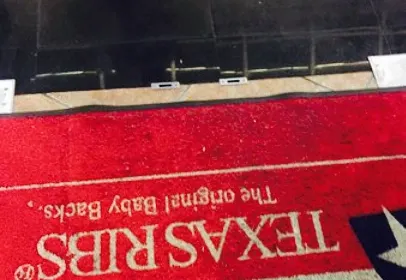 TEXAS RIBS®
The original Baby Backs.